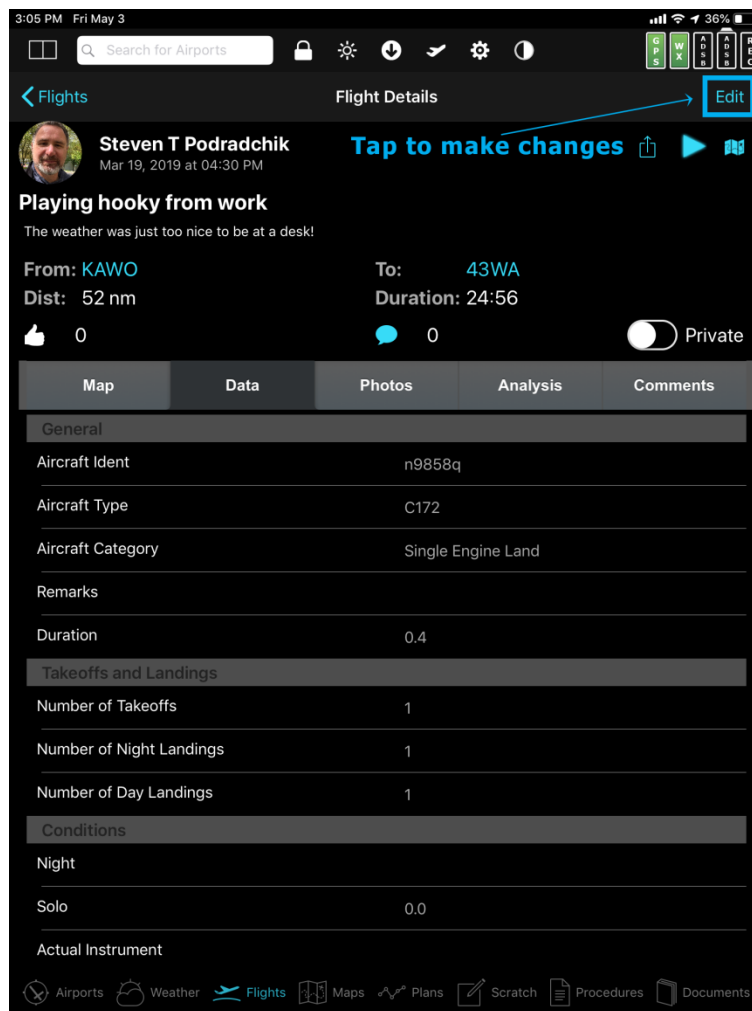 3:05 PM Fri May 3 36%
Search for Airports
GPS WX ADSB ADSB REC
Flights Flight Details Edit
Steven T Podradchik Tap to make changes
Mar 19, 2019 at 04:30 PM
Playing hooky from work
The weather was just too nice to be at a desk!
From: KAWO To: 43WA
Dist: 52 nm Duration: 24:56
0 0 Private
Map Data Photos Analysis Comments
General
Aircraft Ident n9858q
Aircraft Type C172
Aircraft Category Single Engine Land
Remarks
Duration 0.4
Takeoffs and Landings
Number of Takeoffs 1
Number of Night Landings 1
Number of Day Landings 1
Conditions
Night
Solo 0.0
Actual Instrument
Airports Weather Flights Maps Plans Scratch Procedures Documents